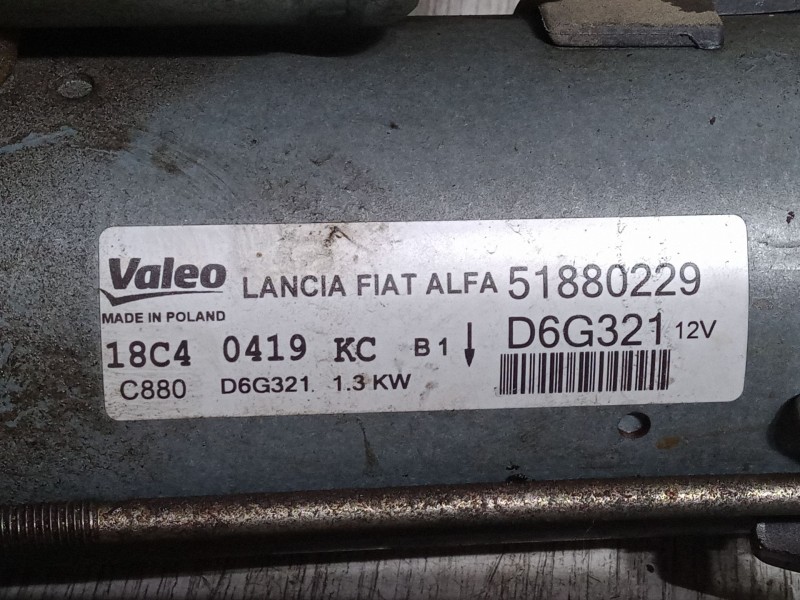 Valeo LANCIA FIAT ALFA 51880229
MADE IN POLAND D6G321 12V
18C4 0419 KC B1 ↓
C880 D6G321 1.3 KW